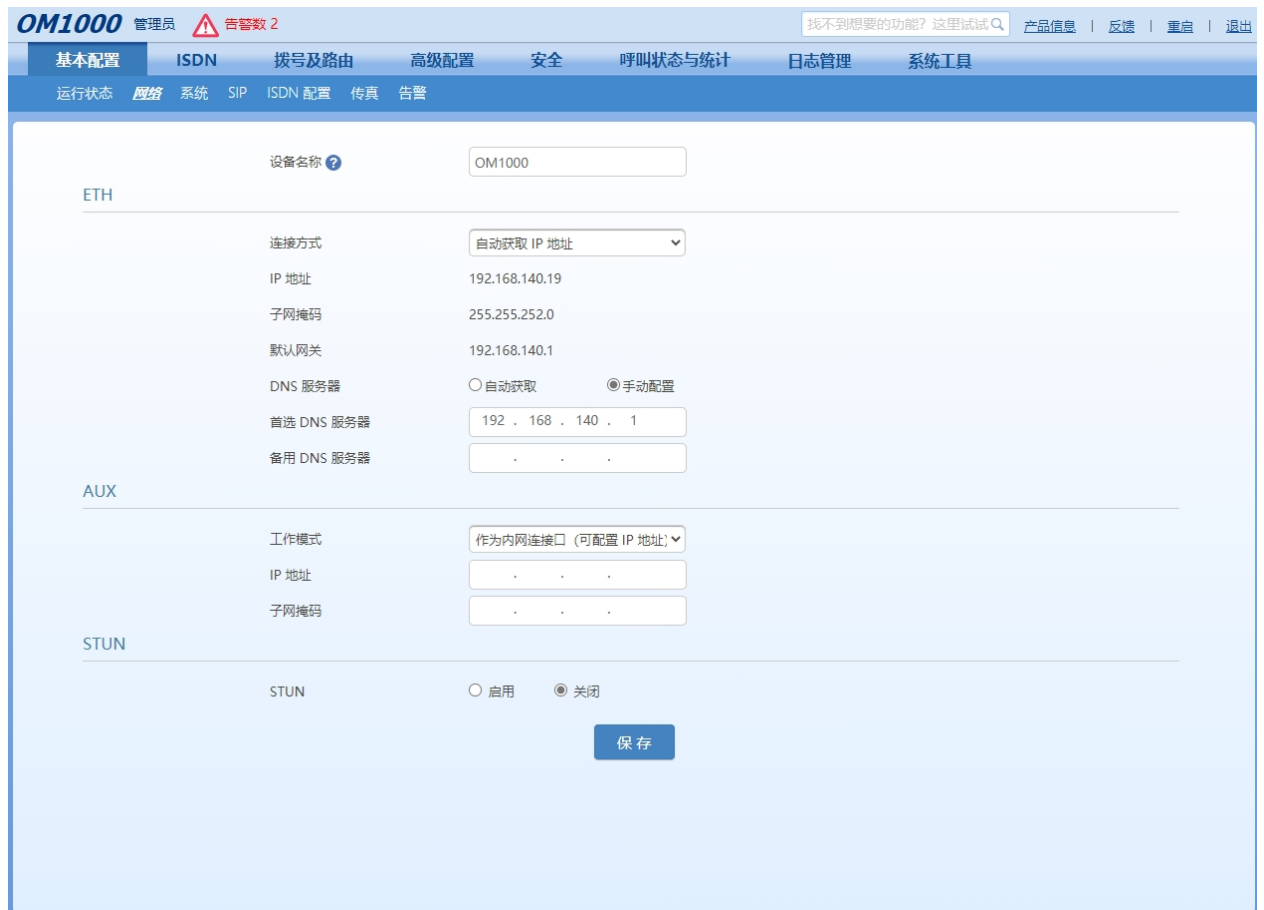 OM1000 管理员 告警数 2 找不到想要的功能？这里试试 产品信息 | 反馈 | 重启 | 退出
基本配置 ISDN 拨号及路由 高级配置 安全 呼叫状态与统计 日志管理 系统工具
运行状态 网络 系统 SIP ISDN 配置 传真 告警
设备名称 ? OM1000
ETH
连接方式 自动获取 IP 地址
IP 地址 192.168.140.19
子网掩码 255.255.252.0
默认网关 192.168.140.1
DNS 服务器 自动获取 手动配置
首选 DNS 服务器 192 . 168 . 140 . 1
备用 DNS 服务器 . . .
AUX
工作模式 作为内网连接口（可配置 IP 地址）
IP 地址 . . .
子网掩码 . . .
STUN
STUN 启用 关闭
保存